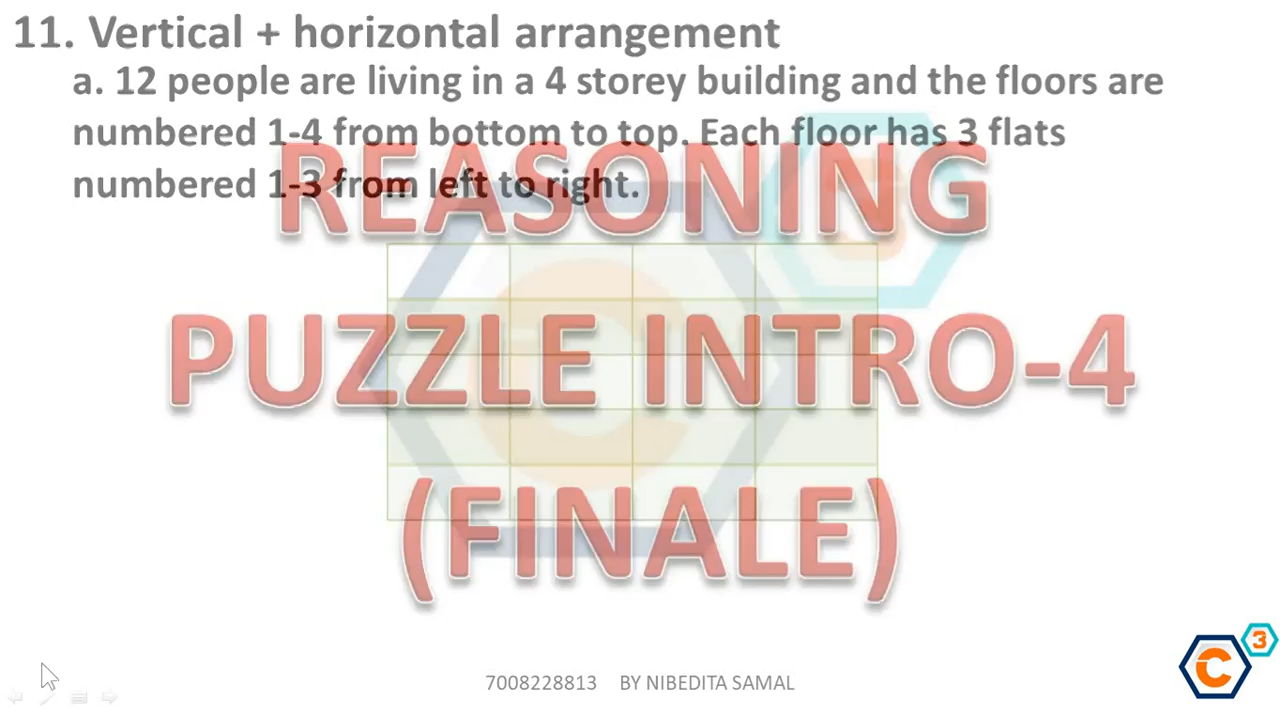 11. Vertical + horizontal arrangement
a. 12 people are living in a 4 storey building and the floors are
numbered 1-4 from bottom to top. Each floor has 3 flats
numbered 1-3 from left to right.
REASONING
PUZZLE INTRO-4
(FINALE)
7008228813 BY NIBEDITA SAMAL
C 3